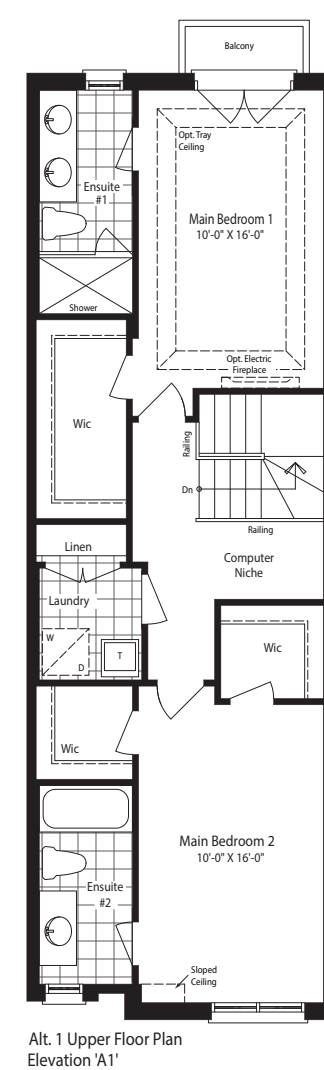 Balcony
Opt. Tray
Ceiling
Ensuite
#1
Main Bedroom 1
10'-0" X 16'-0"
Shower
Opt. Electric
Fireplace
Wic
Railing
Dn
Railing
Linen
Computer
Niche
Laundry
W
D
T
Wic
Wic
Main Bedroom 2
10'-0" X 16'-0"
Ensuite
#2
Sloped
Ceiling
Alt. 1 Upper Floor Plan
Elevation 'A1'